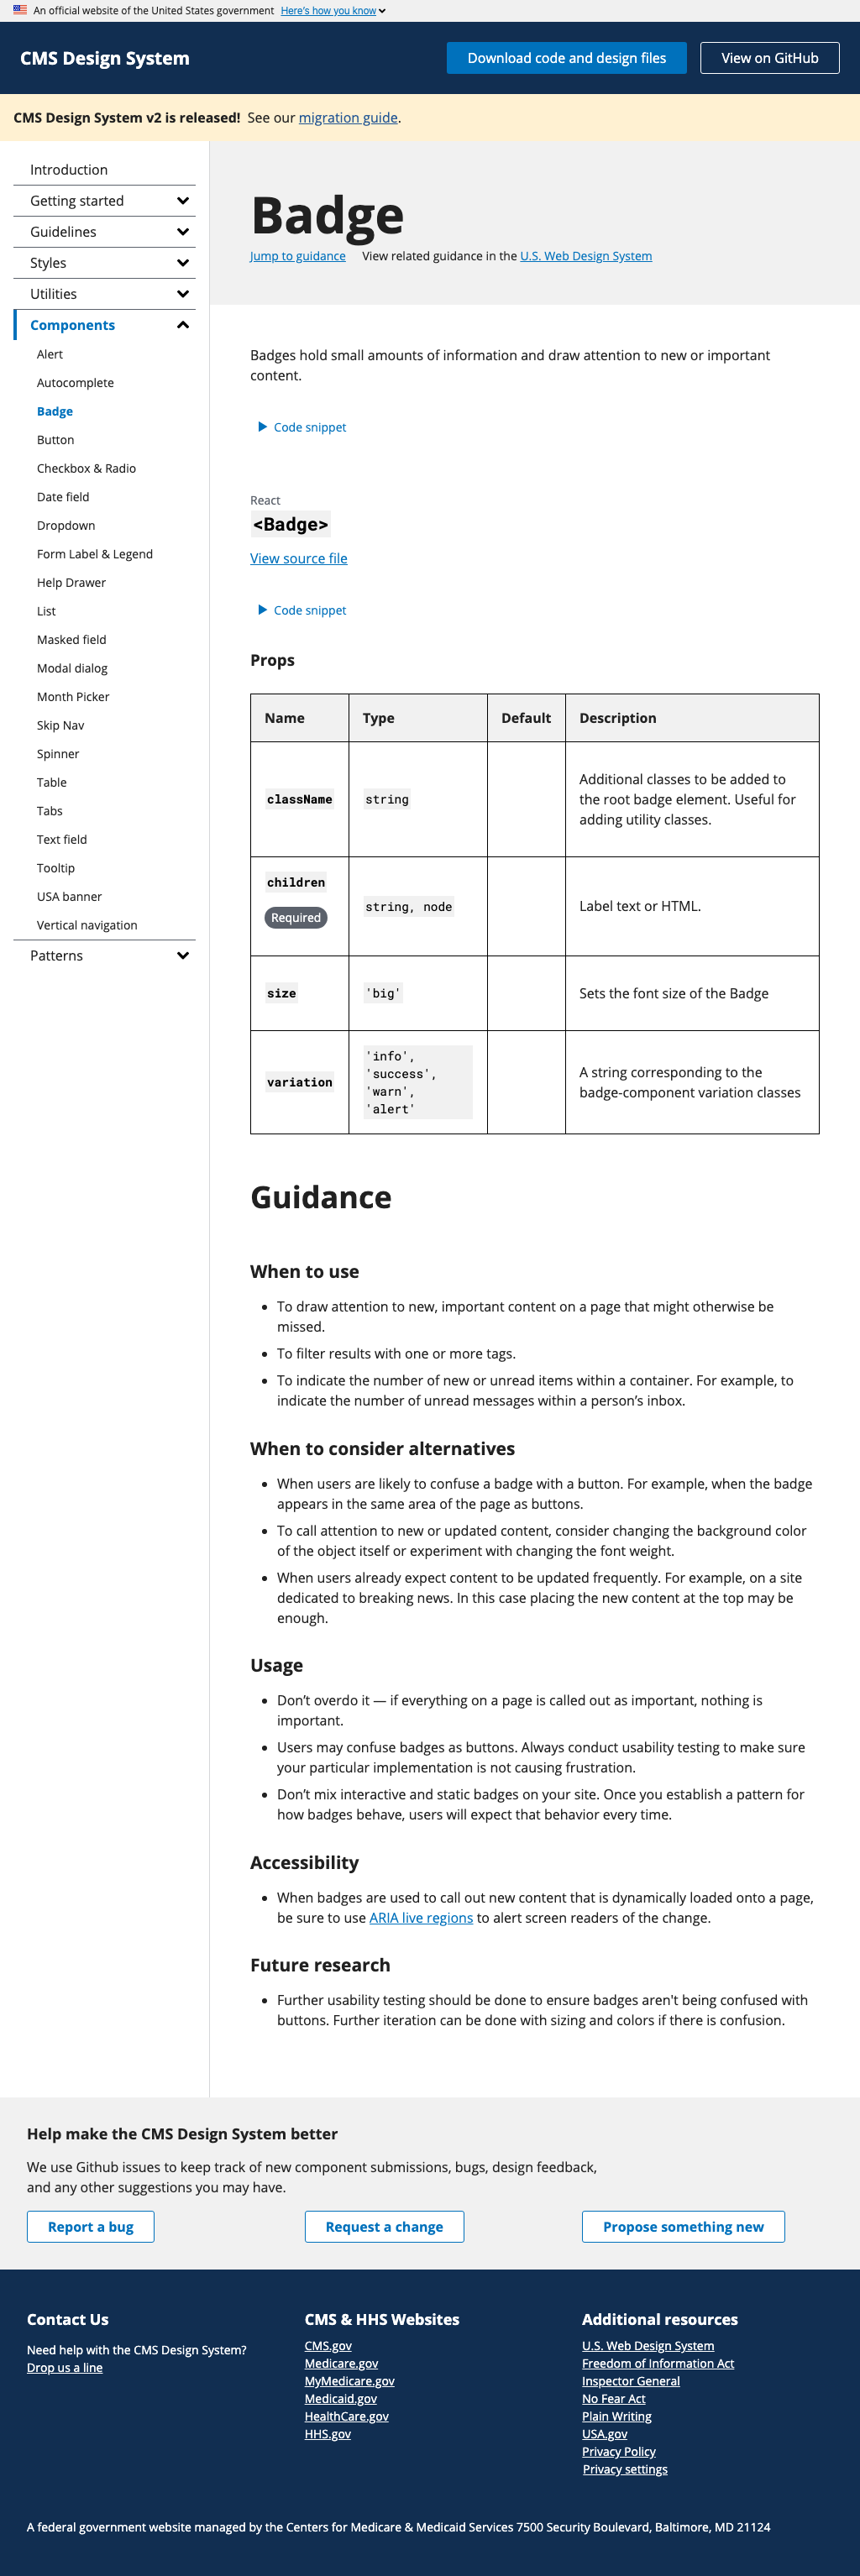 An official website of the United States government Here's how you know
CMS Design System
Download code and design files
View on GitHub
CMS Design System v2 is released! See our migration guide.
Introduction
Getting started
Guidelines
Styles
Utilities
Components
Alert
Autocomplete
Badge
Button
Checkbox & Radio
Date field
Dropdown
Form Label & Legend
Help Drawer
List
Masked field
Modal dialog
Month Picker
Skip Nav
Spinner
Table
Tabs
Text field
Tooltip
USA banner
Vertical navigation
Patterns
Badge
Jump to guidance View related guidance in the U.S. Web Design System
Badges hold small amounts of information and draw attention to new or important
content.
Code snippet
React
<Badge>
View source file
Code snippet
Props
Name Type Default Description
className string Additional classes to be added to
the root badge element. Useful for
adding utility classes.
children
Required
string, node Label text or HTML.
size 'big' Sets the font size of the Badge
variation
'info',
'success',
'warn',
'alert'
A string corresponding to the
badge-component variation classes
Guidance
When to use
To draw attention to new, important content on a page that might otherwise be
missed.
To filter results with one or more tags.
To indicate the number of new or unread items within a container. For example, to
indicate the number of unread messages within a person’s inbox.
When to consider alternatives
When users are likely to confuse a badge with a button. For example, when the badge
appears in the same area of the page as buttons.
To call attention to new or updated content, consider changing the background color
of the object itself or experiment with changing the font weight.
When users already expect content to be updated frequently. For example, on a site
dedicated to breaking news. In this case placing the new content at the top may be
enough.
Usage
Don’t overdo it — if everything on a page is called out as important, nothing is
important.
Users may confuse badges as buttons. Always conduct usability testing to make sure
your particular implementation is not causing frustration.
Don’t mix interactive and static badges on your site. Once you establish a pattern for
how badges behave, users will expect that behavior every time.
Accessibility
When badges are used to call out new content that is dynamically loaded onto a page,
be sure to use ARIA live regions to alert screen readers of the change.
Future research
Further usability testing should be done to ensure badges aren't being confused with
buttons. Further iteration can be done with sizing and colors if there is confusion.
Help make the CMS Design System better
We use Github issues to keep track of new component submissions, bugs, design feedback,
and any other suggestions you may have.
Report a bug
Request a change
Propose something new
Contact Us
Need help with the CMS Design System?
Drop us a line
CMS & HHS Websites
CMS.gov
Medicare.gov
MyMedicare.gov
Medicaid.gov
HealthCare.gov
HHS.gov
Additional resources
U.S. Web Design System
Freedom of Information Act
Inspector General
No Fear Act
Plain Writing
USA.gov
Privacy Policy
Privacy settings
A federal government website managed by the Centers for Medicare & Medicaid Services 7500 Security Boulevard, Baltimore, MD 21124